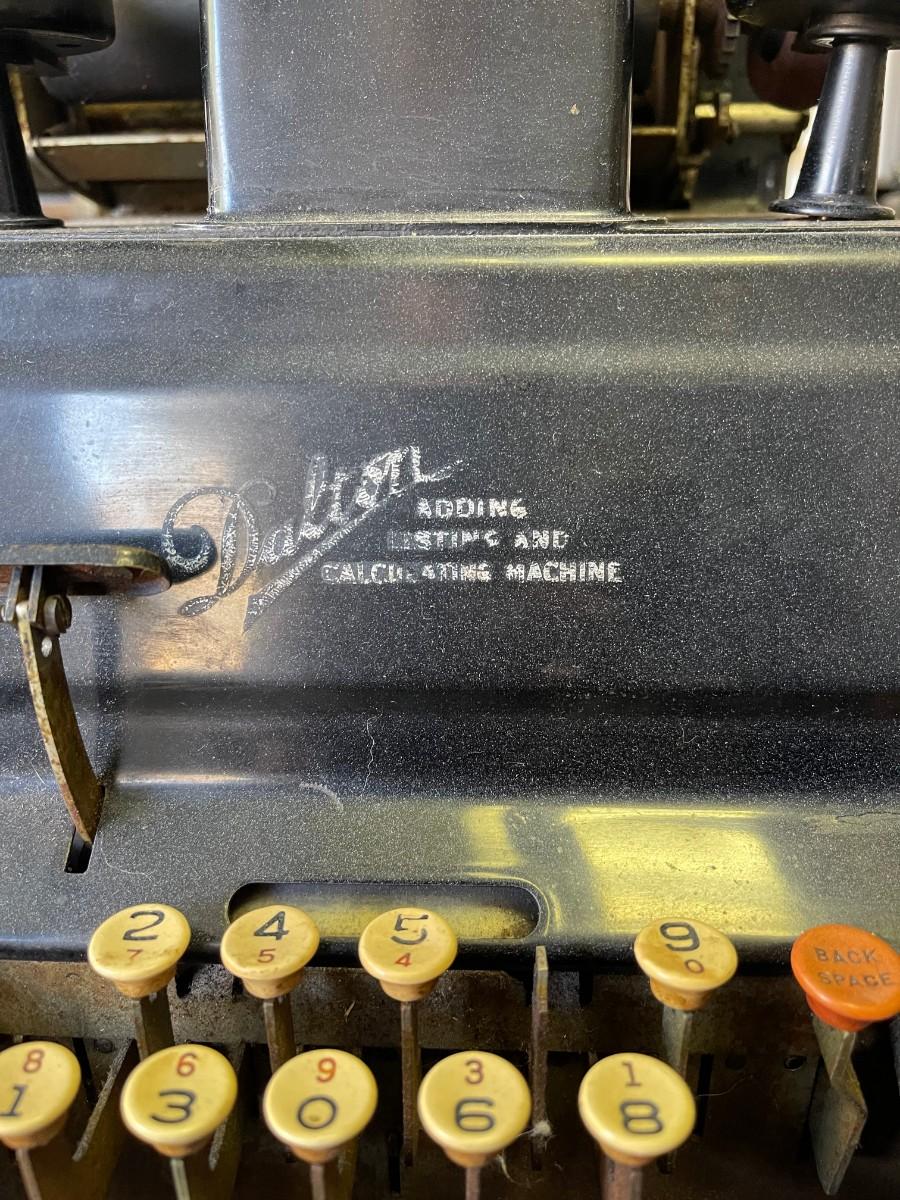 Dalton
ADDING
LISTING AND
CALCULATING MACHINE
2 4 5 9 BACK
7 5 4 0 SPACE
8 6 9 3 1
1 3 0 6 8